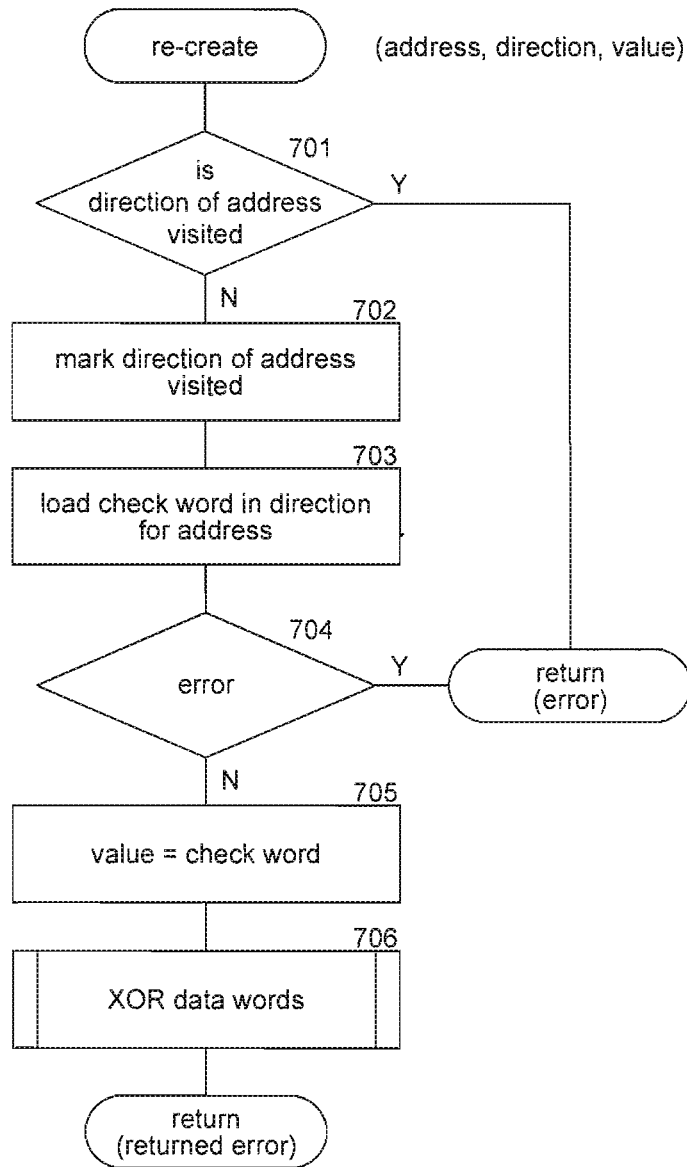 re-create
(address, direction, value)
701
is
direction of address
visited
Y
N
702
mark direction of address
visited
703
load check word in direction
for address
704
error
Y
return
(error)
N
705
value = check word
706
XOR data words
return
(returned error)